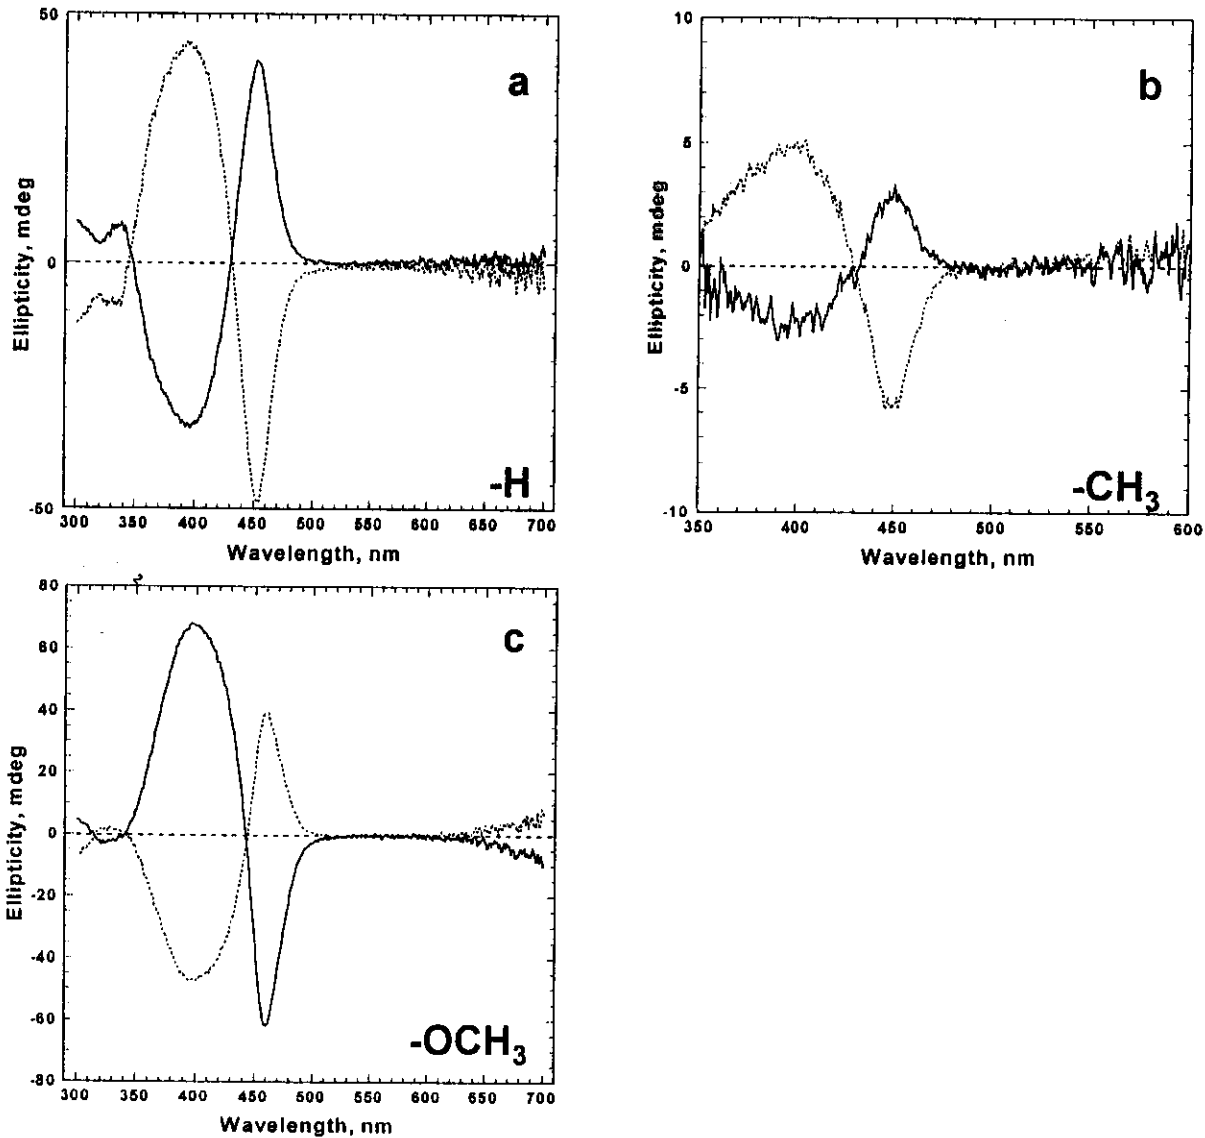 50
a
Ellipticity, mdeg
0
-H
-50
300 350 400 450 500 550 600 650 700
Wavelength, nm
10
b
5
Ellipticity, mdeg
0
-5
-CH3
-10
350 400 450 500 550 600
Wavelength, nm
80
c
60
40
20
Ellipticity, mdeg
0
-20
-40
-60
-OCH3
-80
300 350 400 450 500 550 600 650 700
Wavelength, nm